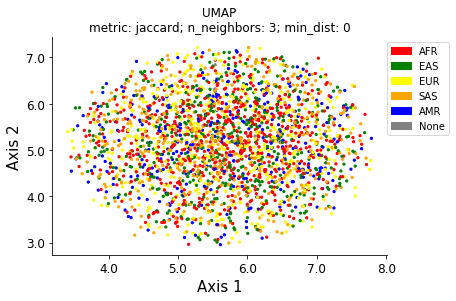 UMAP
metric: jaccard; n_neighbors: 3; min_dist: 0
7.0
6.0
5.0
4.0
3.0
Axis 2
4.0 5.0 6.0 7.0 8.0
Axis 1
AFR
EAS
EUR
SAS
AMR
None